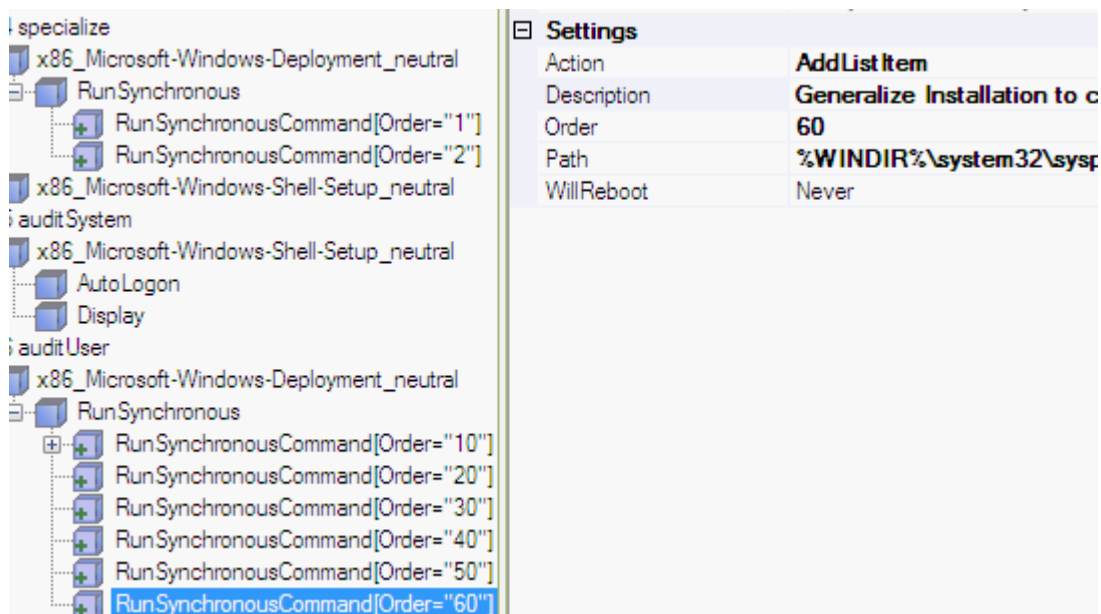 specialize
x86_Microsoft-Windows-Deployment_neutral
RunSynchronous
RunSynchronousCommand[Order="1"]
RunSynchronousCommand[Order="2"]
x86_Microsoft-Windows-Shell-Setup_neutral
auditSystem
x86_Microsoft-Windows-Shell-Setup_neutral
AutoLogon
Display
auditUser
x86_Microsoft-Windows-Deployment_neutral
RunSynchronous
RunSynchronousCommand[Order="10"]
RunSynchronousCommand[Order="20"]
RunSynchronousCommand[Order="30"]
RunSynchronousCommand[Order="40"]
RunSynchronousCommand[Order="50"]
RunSynchronousCommand[Order="60"]
Settings
Action AddListItem
Description Generalize Installation to c
Order 60
Path %WINDIR%\system32\sysp
WillReboot Never